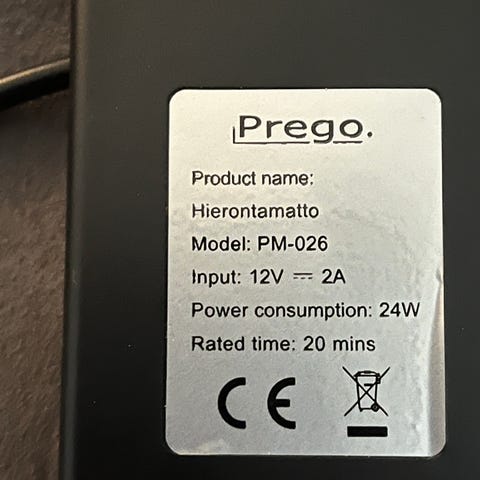 Prego.
Product name:
Hierontamatto
Model: PM-026
Input: 12V ⎓ 2A
Power consumption: 24W
Rated time: 20 mins
CE